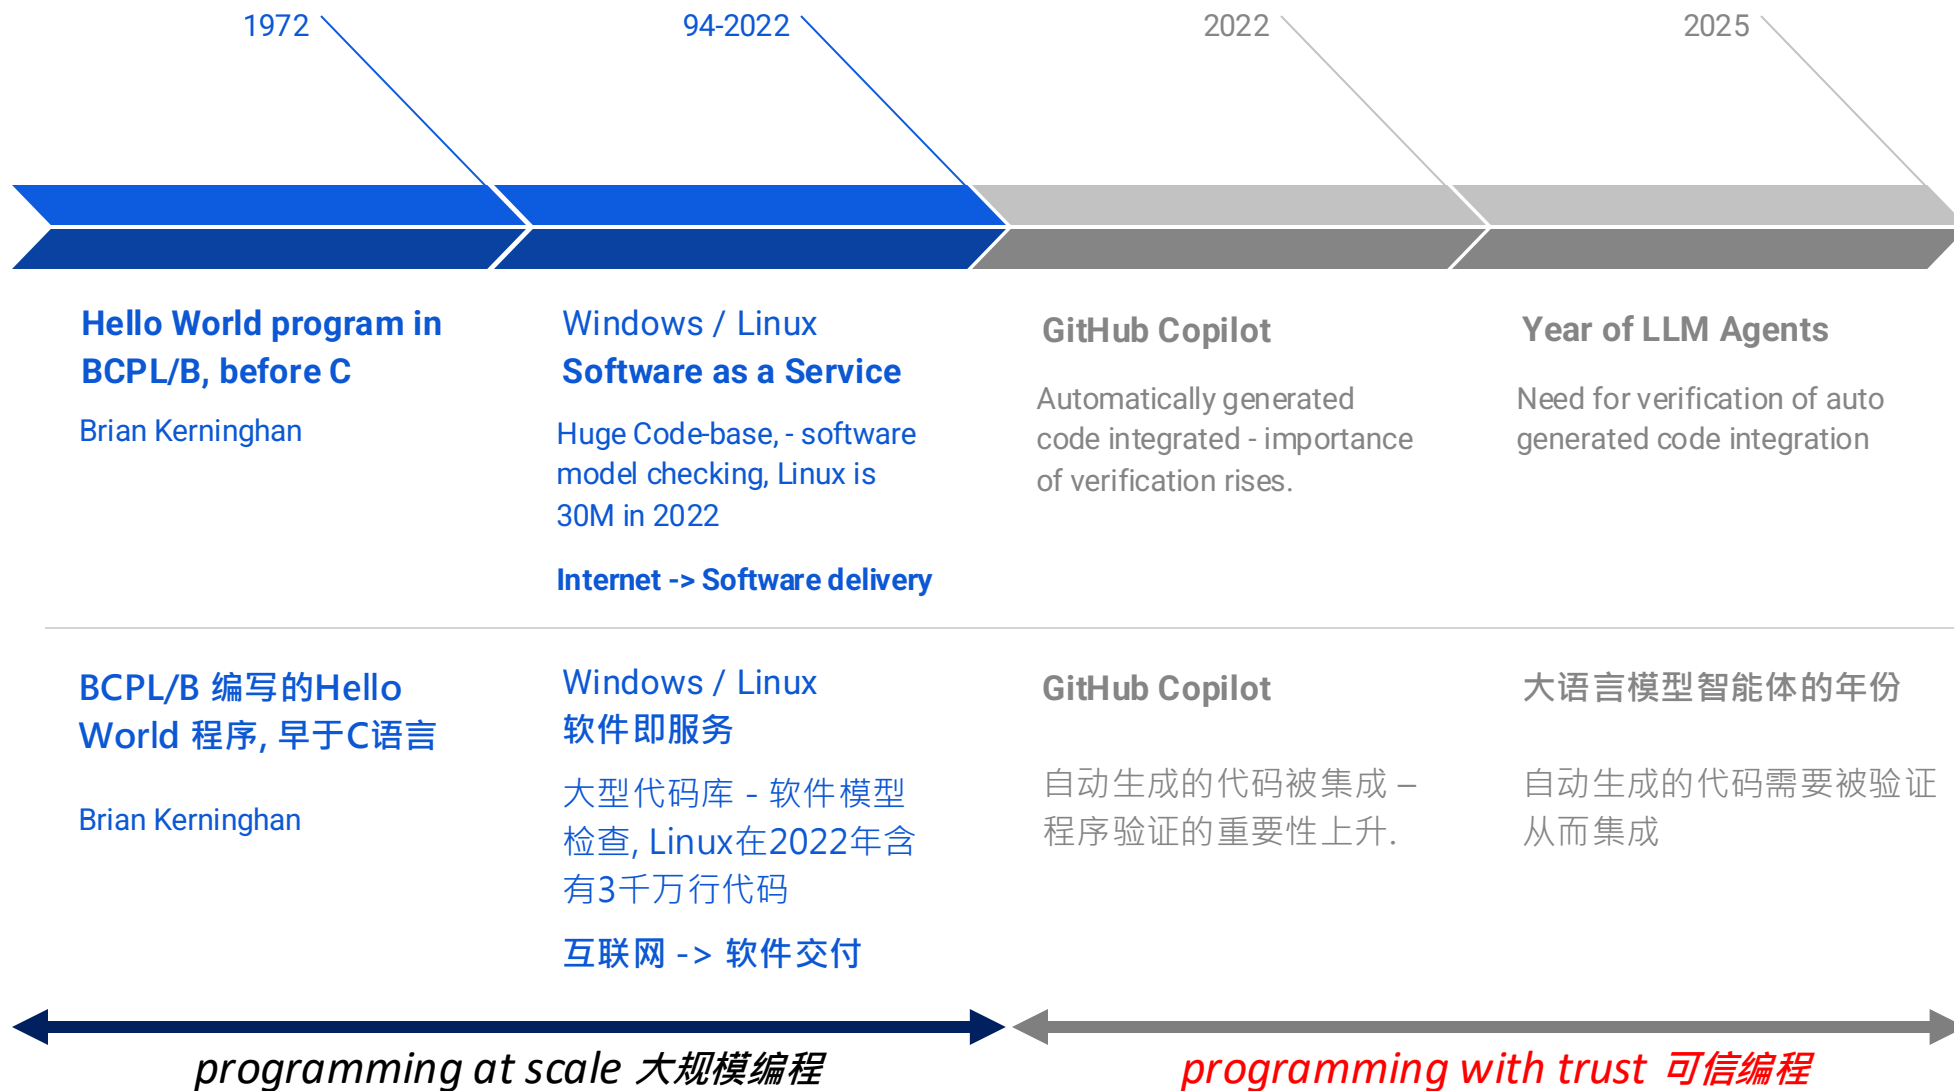 1972
94-2022
2022
2025
Hello World program in
BCPL/B, before C
Brian Kerninghan
Windows / Linux
Software as a Service
Huge Code-base, - software
model checking, Linux is
30M in 2022
Internet -> Software delivery
GitHub Copilot
Automatically generated
code integrated - importance
of verification rises.
Year of LLM Agents
Need for verification of auto
generated code integration
BCPL/B 编写的Hello
World 程序, 早于C语言
Brian Kerninghan
Windows / Linux
软件即服务
大型代码库 - 软件模型
检查, Linux在2022年含
有3千万行代码
互联网 -> 软件交付
GitHub Copilot
自动生成的代码被集成 –
程序验证的重要性上升.
大语言模型智能体的年份
自动生成的代码需要被验证
从而集成
programming at scale 大规模编程
programming with trust 可信编程